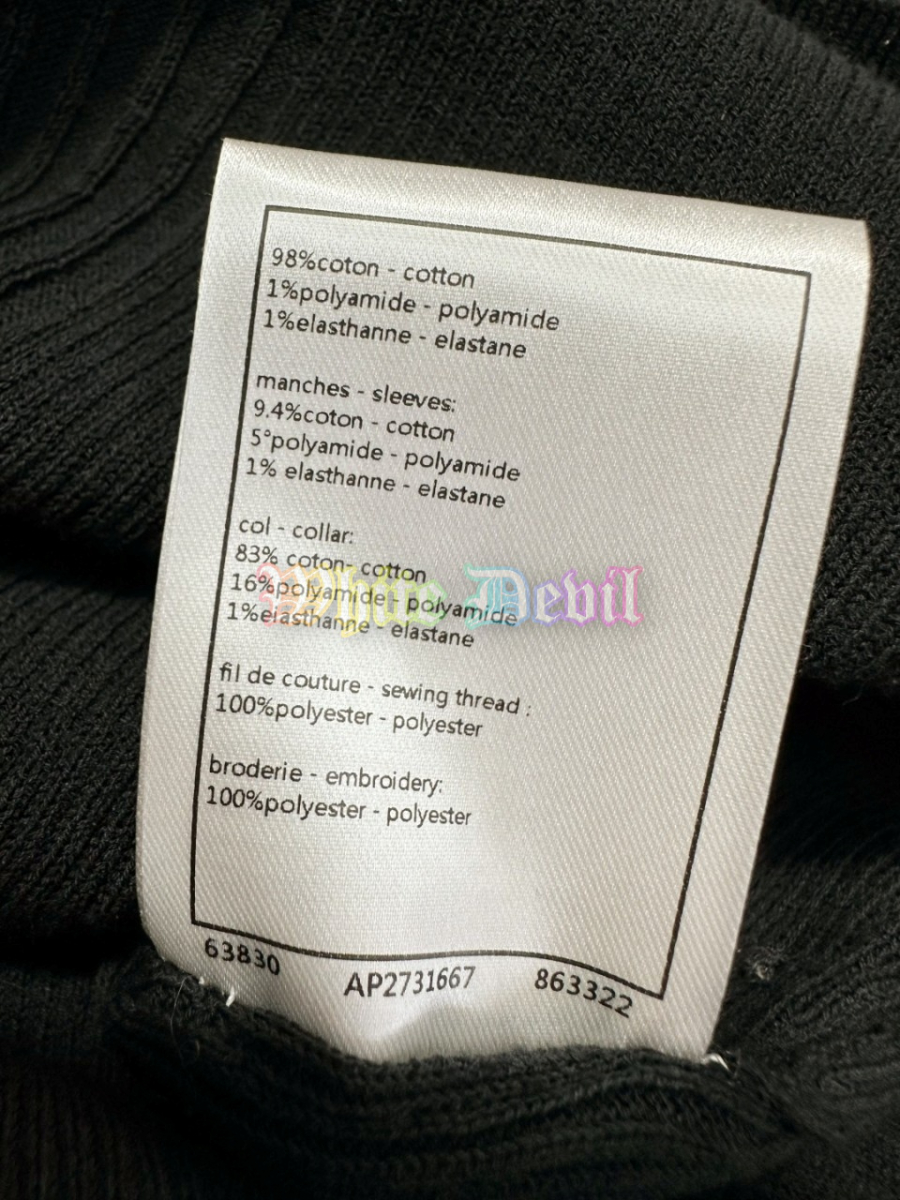 98%coton - cotton
1%polyamide - polyamide
1%elasthanne - elastane
manches - sleeves:
9.4%coton - cotton
5°polyamide - polyamide
1% elasthanne - elastane
col - collar:
83% coton- cotton
16%polyamide- polyamide
1%elasthanne - elastane
White Devil
fil de couture - sewing thread :
100%polyester - polyester
broderie - embroidery:
100%polyester - polyester
63830 AP2731667 863322